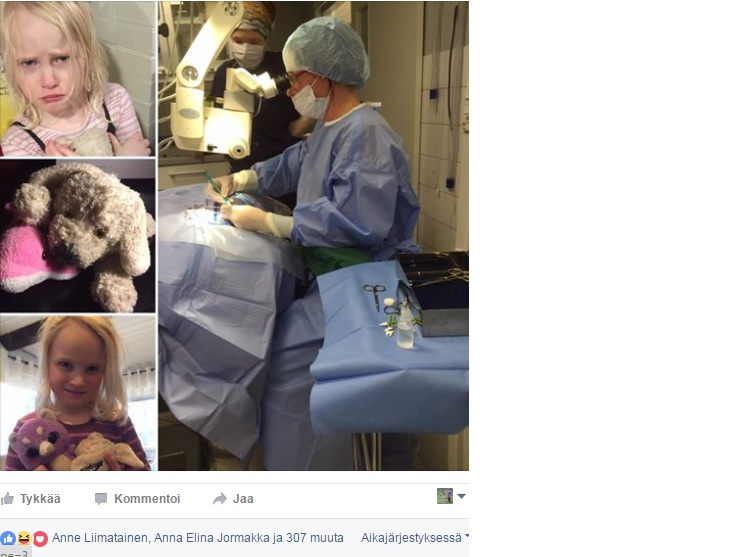 Tykkää Kommentoi Jaa
Anne Liimatainen, Anna Elina Jormakka ja 307 muuta Aikajärjestyksessä